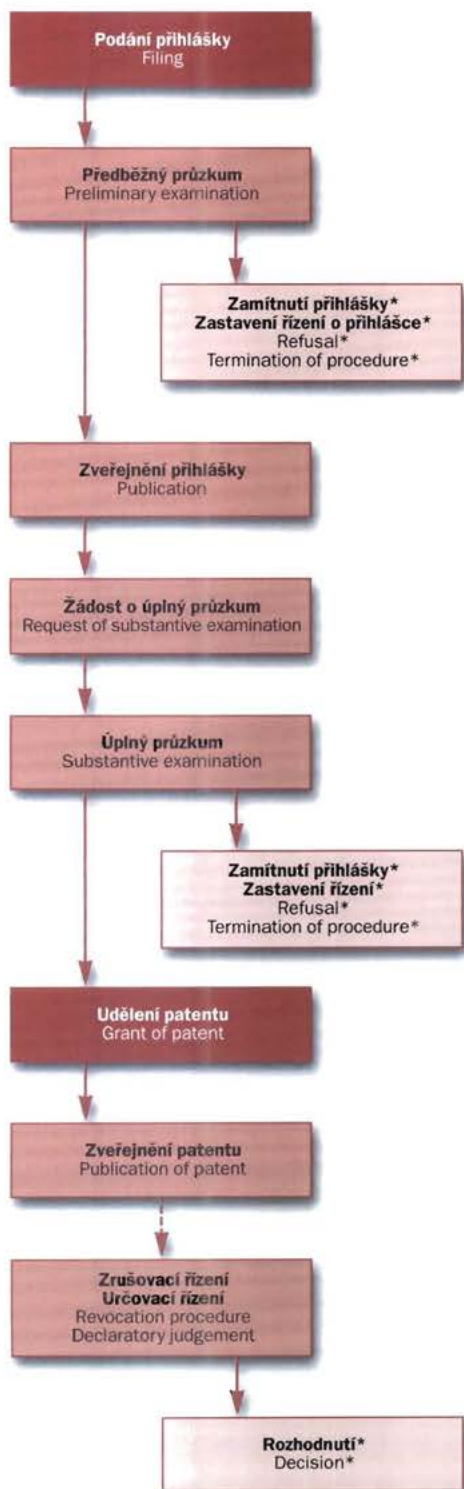 Podání přihlášky
Filing
Předběžný průzkum
Preliminary examination
Zamítnutí přihlášky*
Zastavení řízení o přihlášce*
Refusal*
Termination of procedure*
Zveřejnění přihlášky
Publication
Žádost o úplný průzkum
Request of substantive examination
Úplný průzkum
Substantive examination
Zamítnutí přihlášky*
Zastavení řízení*
Refusal*
Termination of procedure*
Udělení patentu
Grant of patent
Zveřejnění patentu
Publication of patent
Zrušovací řízení
Určovací řízení
Revocation procedure
Declaratory judgement
Rozhodnutí*
Decision*